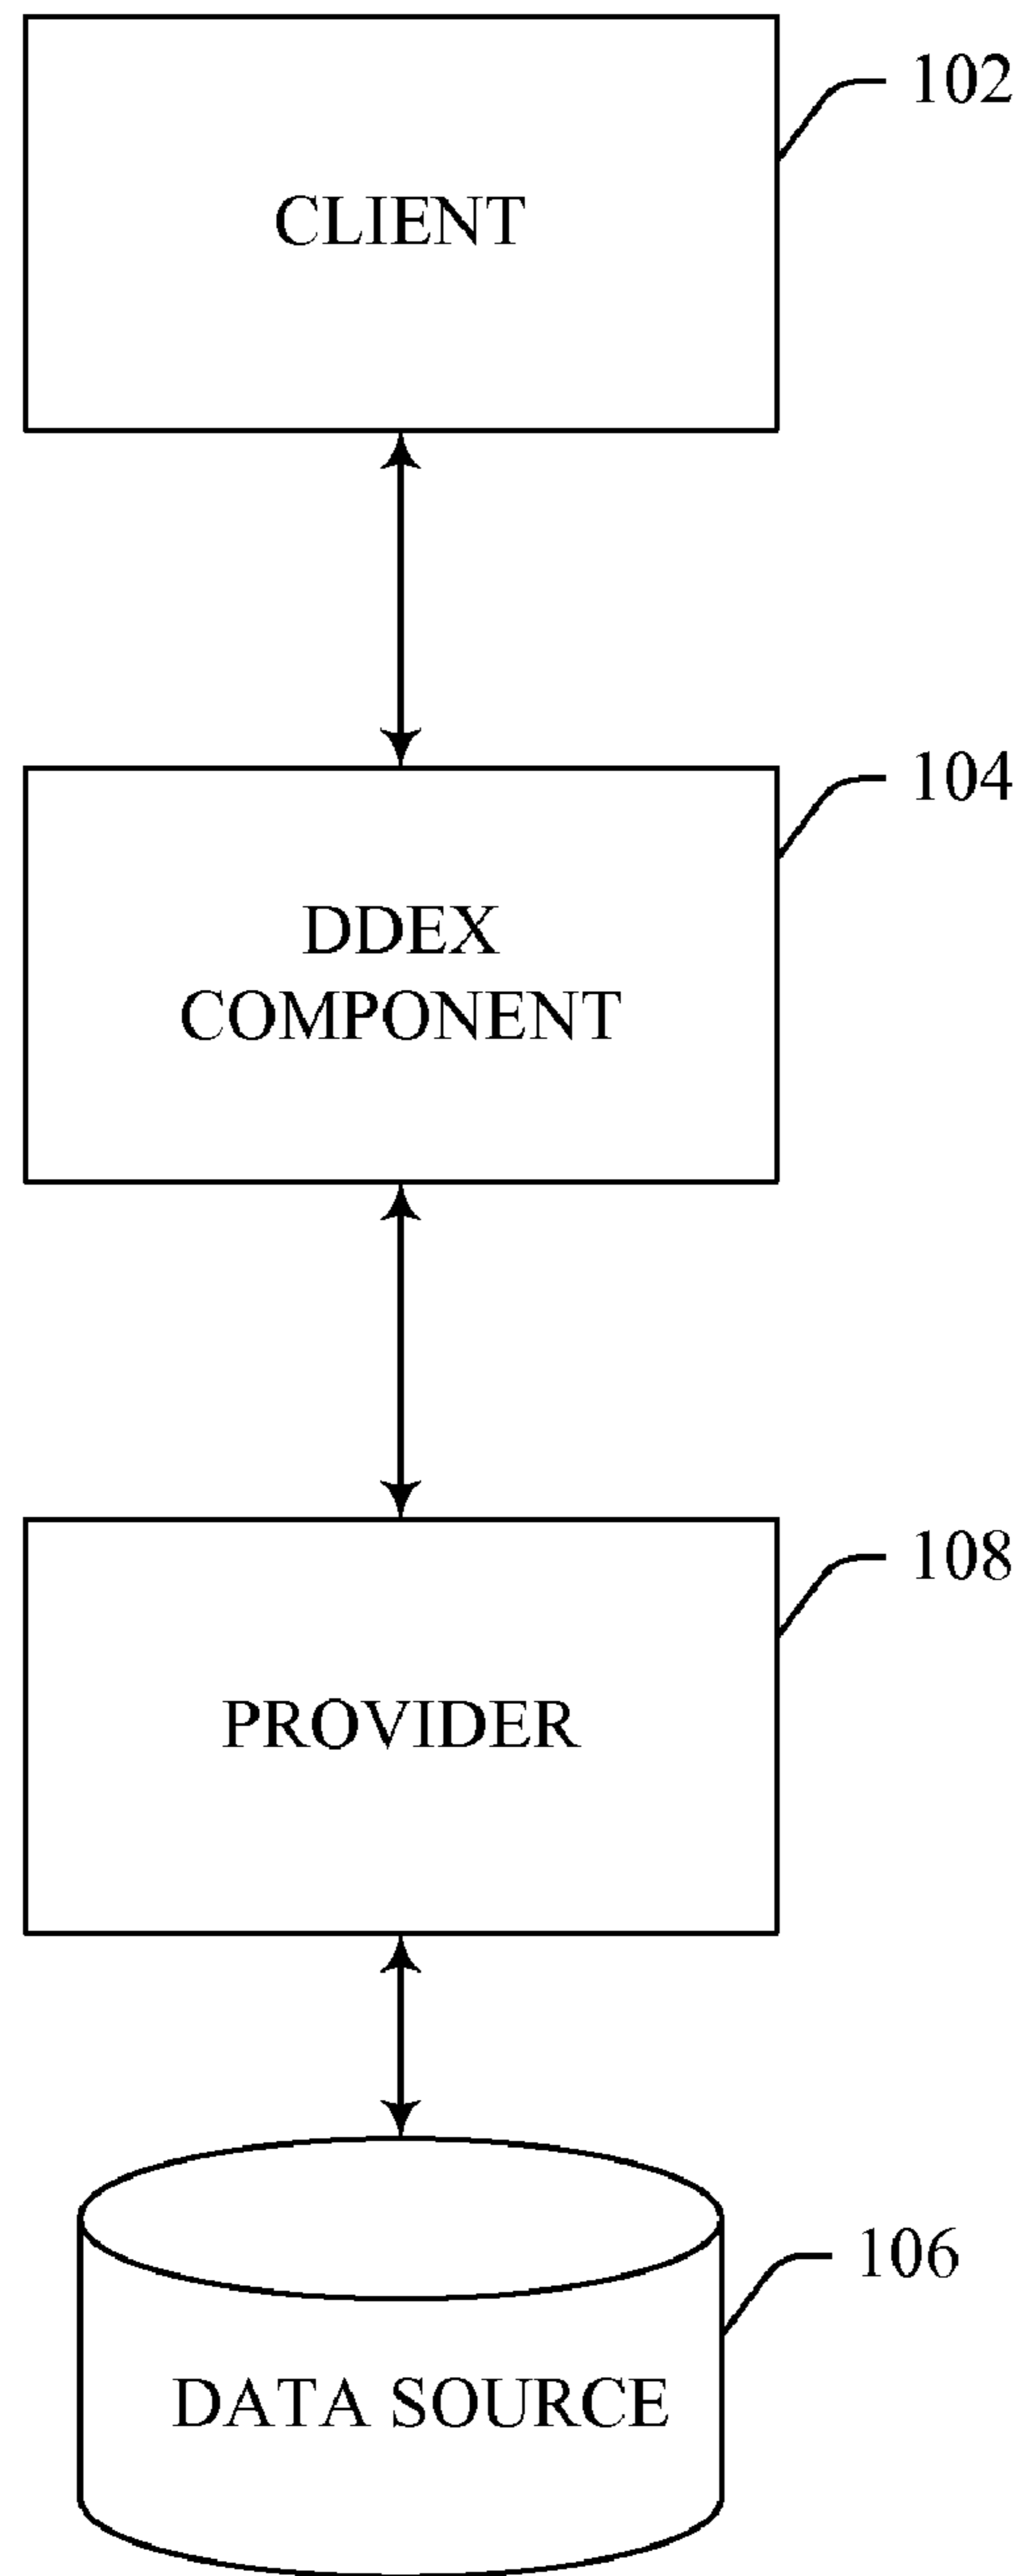 102
CLIENT
104
DDEX
COMPONENT
108
PROVIDER
106
DATA SOURCE